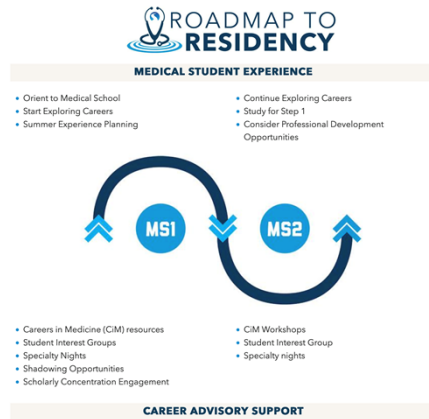 ROADMAP TO
RESIDENCY
MEDICAL STUDENT EXPERIENCE
• Orient to Medical School
• Start Exploring Careers
• Summer Experience Planning
• Continue Exploring Careers
• Study for Step 1
• Consider Professional Development
Opportunities
MS1
MS2
• Careers in Medicine (CiM) resources
• Student Interest Groups
• Specialty Nights
• Shadowing Opportunities
• Scholarly Concentration Engagement
• CiM Workshops
• Student Interest Group
• Specialty nights
CAREER ADVISORY SUPPORT